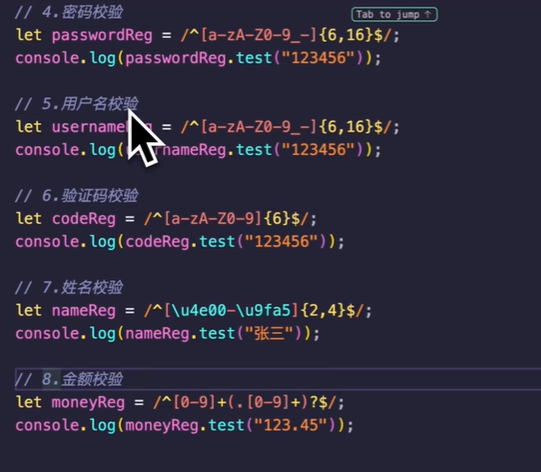 // 4.密码校验
Tab to jump ↑
let passwordReg = /^[a-zA-Z0-9_-]{6,16}$/;
console.log(passwordReg.test("123456"));
// 5.用户名校验
let username = /^[a-zA-Z0-9_-]{6,16}$/;
console.log(rnameReg.test("123456"));
// 6.验证码校验
let codeReg = /^[a-zA-Z0-9]{6}$/;
console.log(codeReg.test("123456"));
// 7.姓名校验
let nameReg = /^[\u4e00-\u9fa5]{2,4}$/;
console.log(nameReg.test("张三"));
// 8.金额校验
let moneyReg = /^[0-9]+(.[0-9]+)?$/;
console.log(moneyReg.test("123.45"));